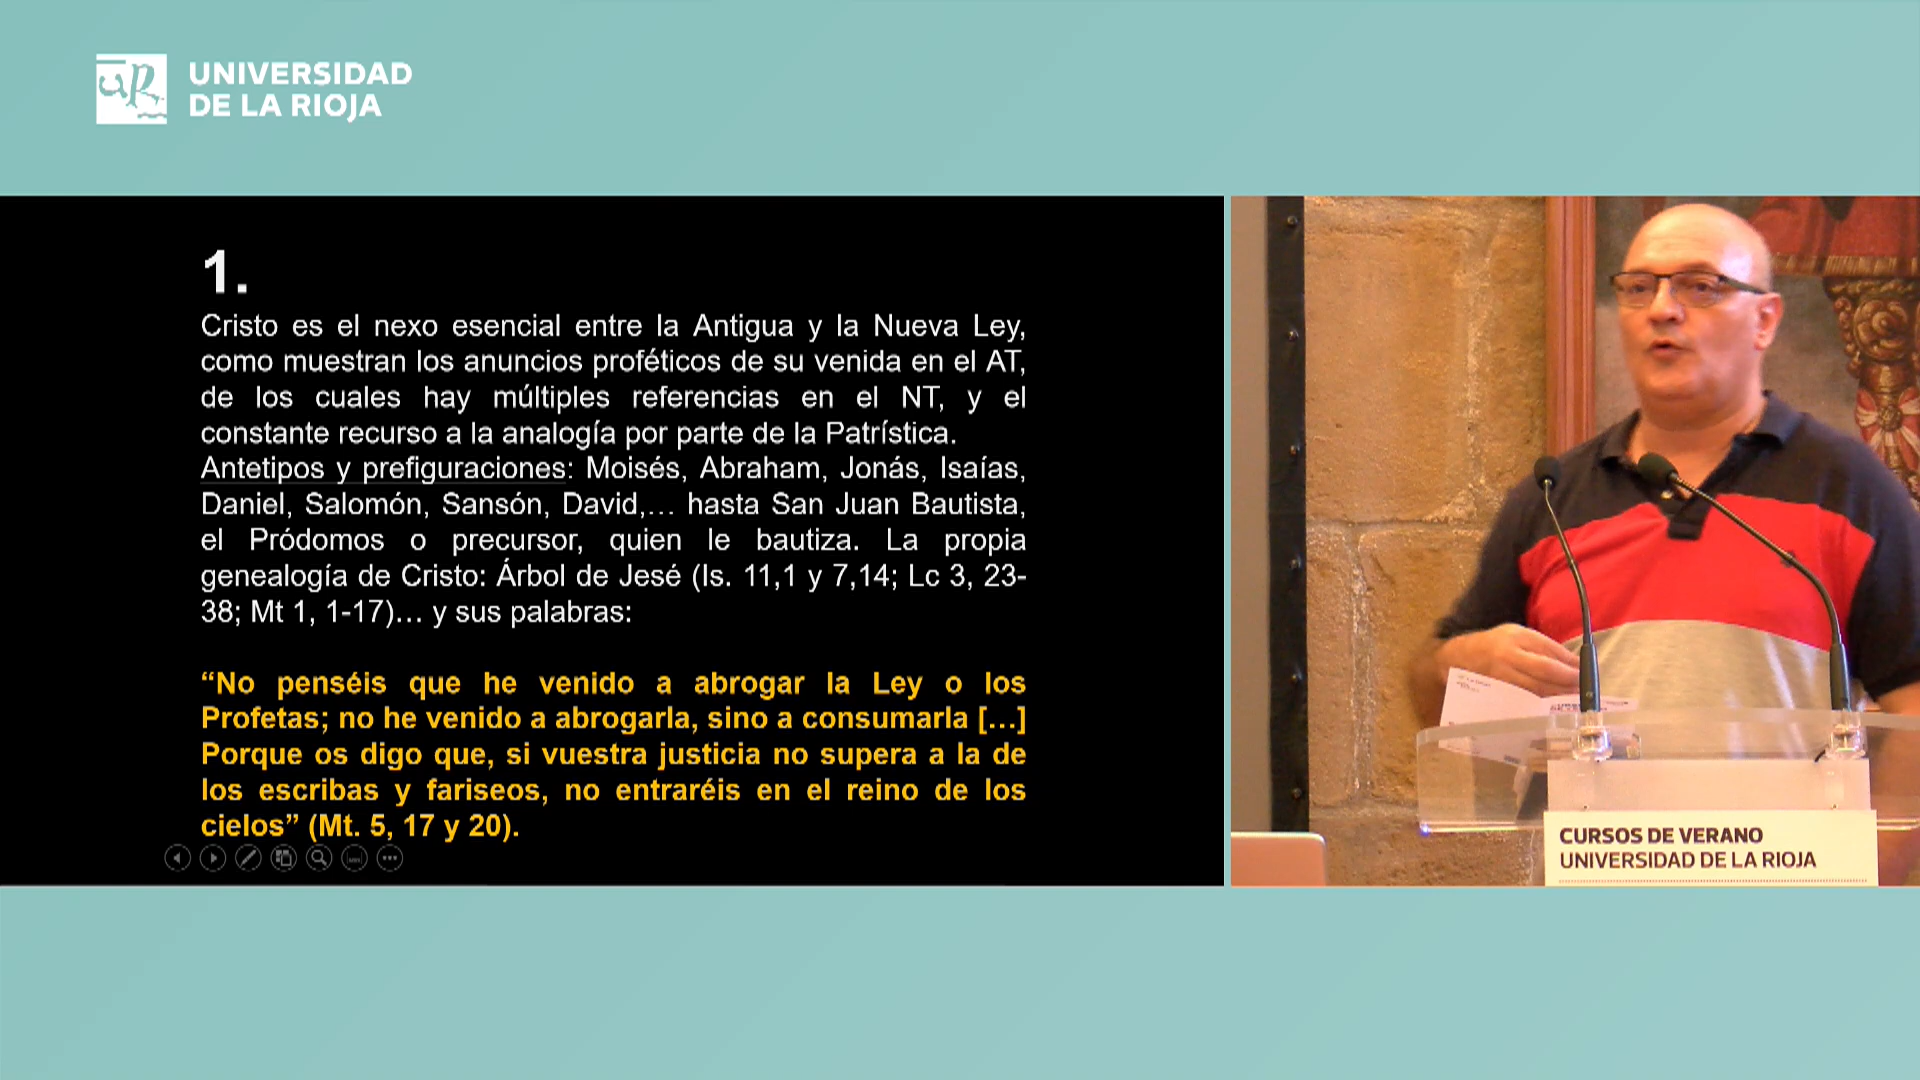 UNIVERSIDAD
DE LA RIOJA
1.
Cristo es el nexo esencial entre la Antigua y la Nueva Ley,
como muestran los anuncios proféticos de su venida en el AT,
de los cuales hay múltiples referencias en el NT, y el
constante recurso a la analogía por parte de la Patrística.
Antetipos y prefiguraciones: Moisés, Abraham, Jonás, Isaías,
Daniel, Salomón, Sansón, David,… hasta San Juan Bautista,
el Pródomos o precursor, quien le bautiza. La propia
genealogía de Cristo: Árbol de Jesé (Is. 11,1 y 7,14; Lc 3, 23-
38; Mt 1, 1-17)… y sus palabras:
“No penséis que he venido a abrogar la Ley o los
Profetas; no he venido a abrogarla, sino a consumarla […]
Porque os digo que, si vuestra justicia no supera a la de
los escribas y fariseos, no entraréis en el reino de los
cielos” (Mt. 5, 17 y 20).
CURSOS DE VERANO
UNIVERSIDAD DE LA RIOJA